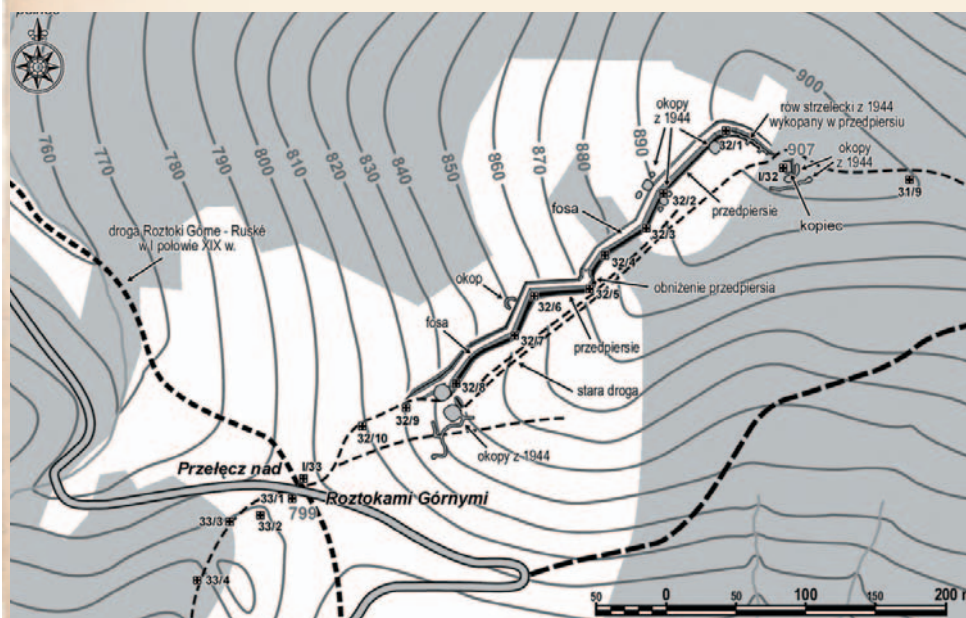 północ
760
770
780
790
800
810
820
830
840
850
860
870
880
890
900
okopy
z 1944
rów strzelecki z 1944
wykopany w przedpiersiu
32/1
907
okopy
z 1944
I/32
31/9
32/2
przedpiersie
kopiec
fosa
32/3
droga Roztoki Górne - Ruské
w I połowie XIX w.
32/4
okop
32/5
obniżenie przedpiersia
32/6
fosa
32/7
przedpiersie
32/8
stara droga
32/9
32/10
okopy z 1944
Przełęcz nad
I/33
Roztokami Górnymi
33/1
799
33/3
33/2
33/4
50
0
50
100
150
200 m